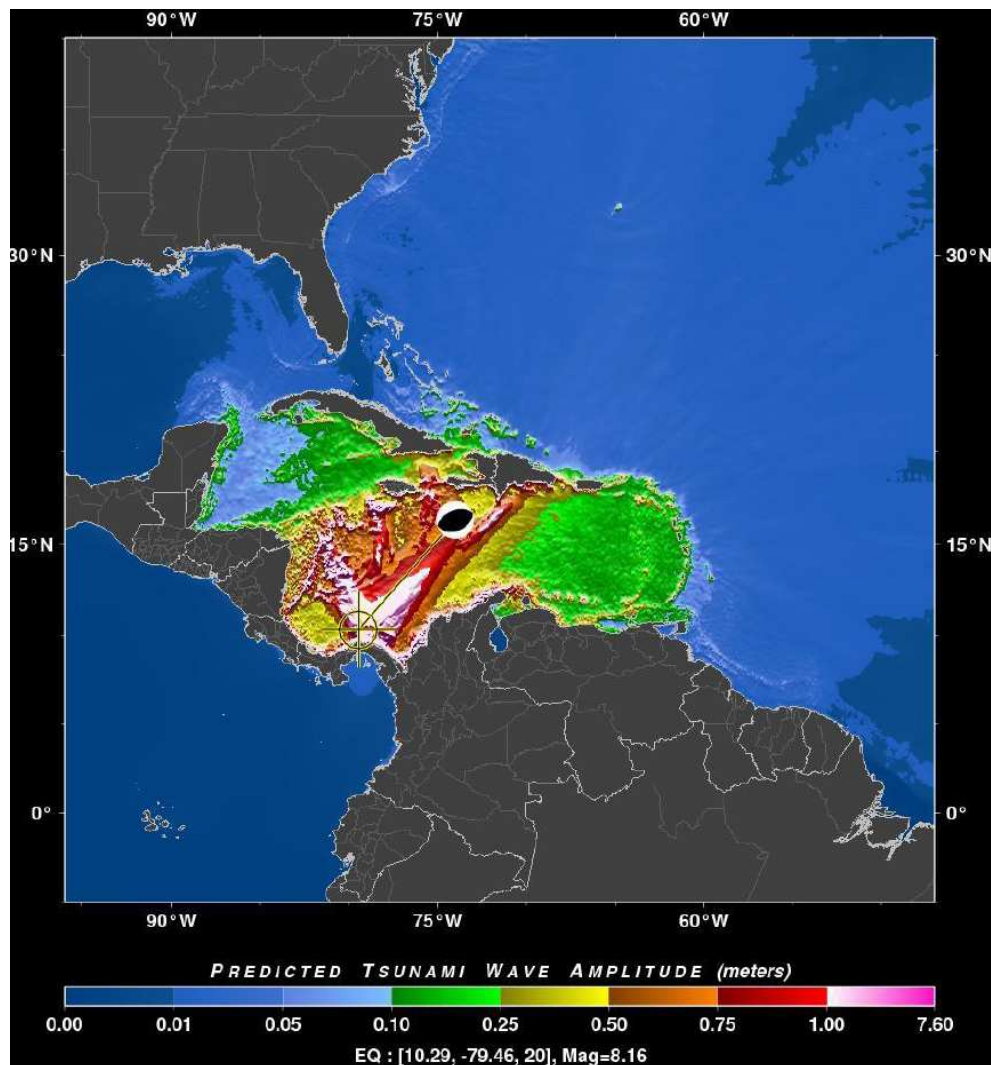 90°W 75°W 60°W
30°N 30°N
15°N 15°N
0° 0°
90°W 75°W 60°W
PREDICTED TSUNAMI WAVE AMPLITUDE (meters)
0.00 0.01 0.05 0.10 0.25 0.50 0.75 1.00 7.60
EQ : [10.29, -79.46, 20], Mag=8.16